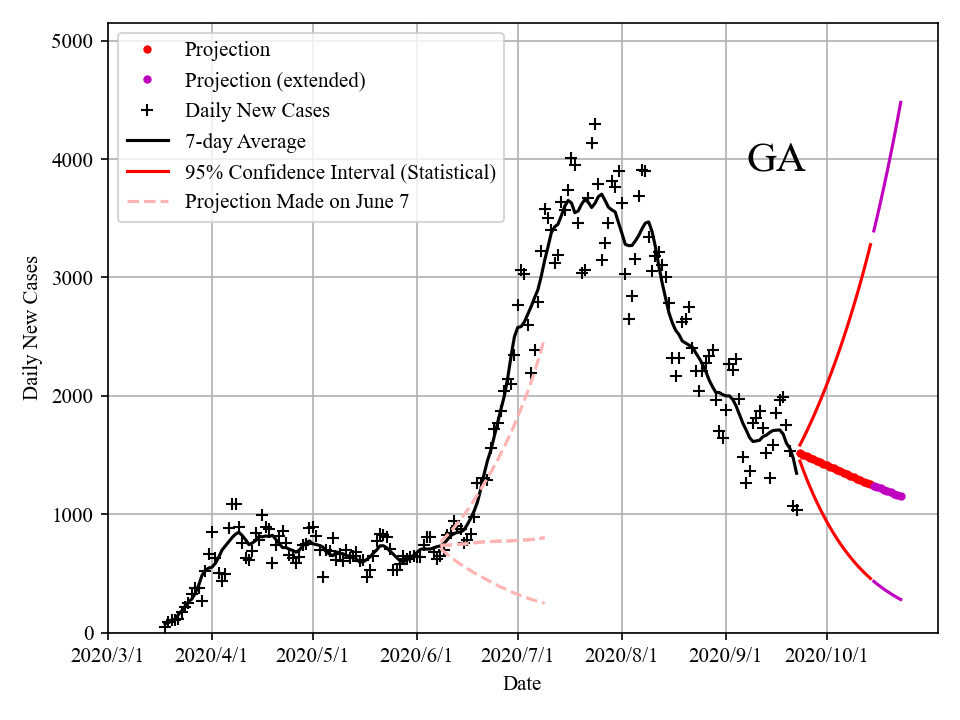 5000
4000
3000
2000
1000
0
Daily New Cases
Projection
Projection (extended)
Daily New Cases
7-day Average
95% Confidence Interval (Statistical)
Projection Made on June 7
GA
2020/3/1 2020/4/1 2020/5/1 2020/6/1 2020/7/1 2020/8/1 2020/9/1 2020/10/1
Date